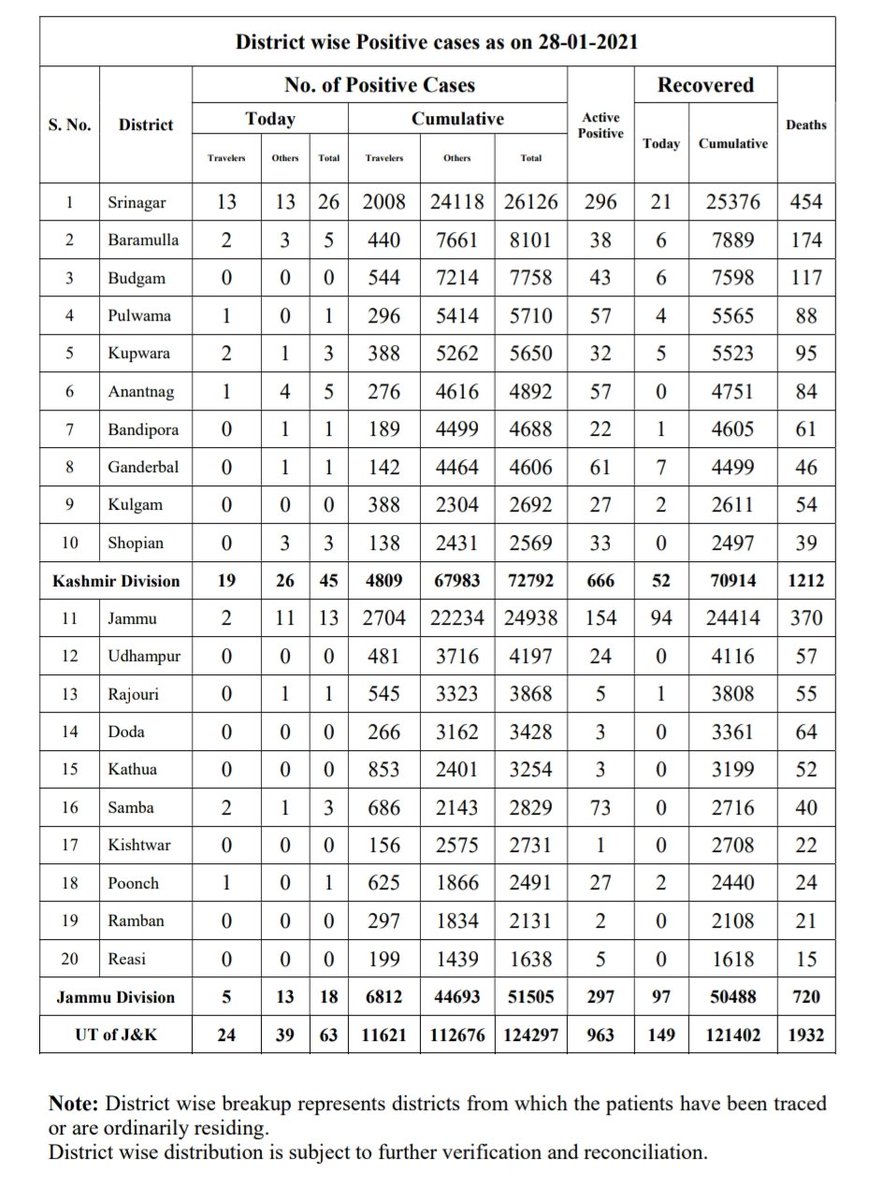 District wise Positive cases as on 28-01-2021
S. No. District No. of Positive Cases Active Positive Recovered Deaths
Today Cumulative Today Cumulative
Travelers Others Total Travelers Others Total
1 Srinagar 13 13 26 2008 24118 26126 296 21 25376 454
2 Baramulla 2 3 5 440 7661 8101 38 6 7889 174
3 Budgam 0 0 0 544 7214 7758 43 6 7598 117
4 Pulwama 1 0 1 296 5414 5710 57 4 5565 88
5 Kupwara 2 1 3 388 5262 5650 32 5 5523 95
6 Anantnag 1 4 5 276 4616 4892 57 0 4751 84
7 Bandipora 0 1 1 189 4499 4688 22 1 4605 61
8 Ganderbal 0 1 1 142 4464 4606 61 7 4499 46
9 Kulgam 0 0 0 388 2304 2692 27 2 2611 54
10 Shopian 0 3 3 138 2431 2569 33 0 2497 39
Kashmir Division 19 26 45 4809 67983 72792 666 52 70914 1212
11 Jammu 2 11 13 2704 22234 24938 154 94 24414 370
12 Udhampur 0 0 0 481 3716 4197 24 0 4116 57
13 Rajouri 0 1 1 545 3323 3868 5 1 3808 55
14 Doda 0 0 0 266 3162 3428 3 0 3361 64
15 Kathua 0 0 0 853 2401 3254 3 0 3199 52
16 Samba 2 1 3 686 2143 2829 73 0 2716 40
17 Kishtwar 0 0 0 156 2575 2731 1 0 2708 22
18 Poonch 1 0 1 625 1866 2491 27 2 2440 24
19 Ramban 0 0 0 297 1834 2131 2 0 2108 21
20 Reasi 0 0 0 199 1439 1638 5 0 1618 15
Jammu Division 5 13 18 6812 44693 51505 297 97 50488 720
UT of J&K 24 39 63 11621 112676 124297 963 149 121402 1932
Note: District wise breakup represents districts from which the patients have been traced
or are ordinarily residing.
District wise distribution is subject to further verification and reconciliation.